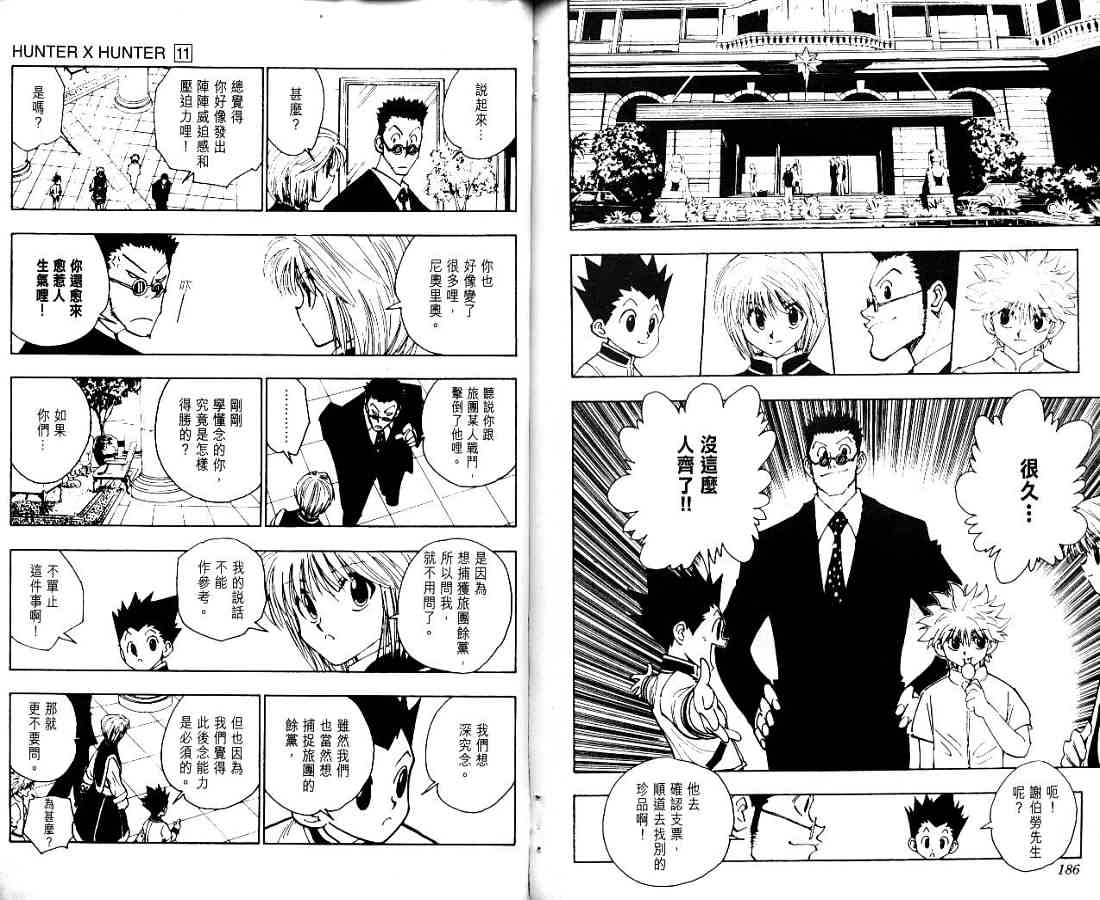 很久…
沒這麼
人齊了!!
呃！
謝伯勞先生
呢？
他去
確認支票，
順道去找別的
珍品啊！
186
HUNTER X HUNTER 11
說起來…
甚麼？
總覺得
你好像發出
陣陣威迫感和
壓迫力哩！
是嗎？
你也
好像變了
很多哩，
尼奧里奧。
你還愈來
愈惹人
生氣哩！
聽說你跟
旅團某人戰鬥，
擊倒了他哩。
………
剛剛
學懂念的你，
究竟是怎樣
得勝的？
如果
你們…
是因為
想捕獲旅團餘黨，
所以問我，
就不用問了。
我的說話
不能
作參考。
不單止
這件事啊！
我們想
深究念。
雖然我們
也當然想
捕捉旅團的
餘黨，
但也因為
我們覺得
此後念能力
是必須的。
那就
更不要問。
為甚麼？